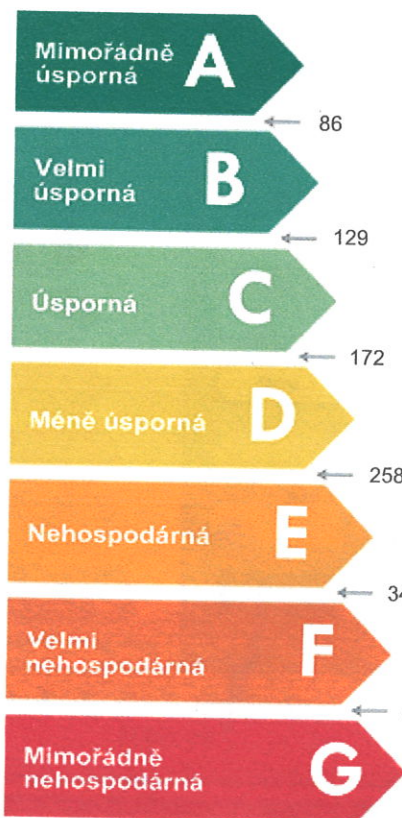 Mimořádně
úsporná
A
86
Velmi
úsporná
B
129
Úsporná
C
172
Méně úsporná
D
258
Nehospodárná
E
Velmi
nehospodárná
F
Mimořádně
nehospodárná
G